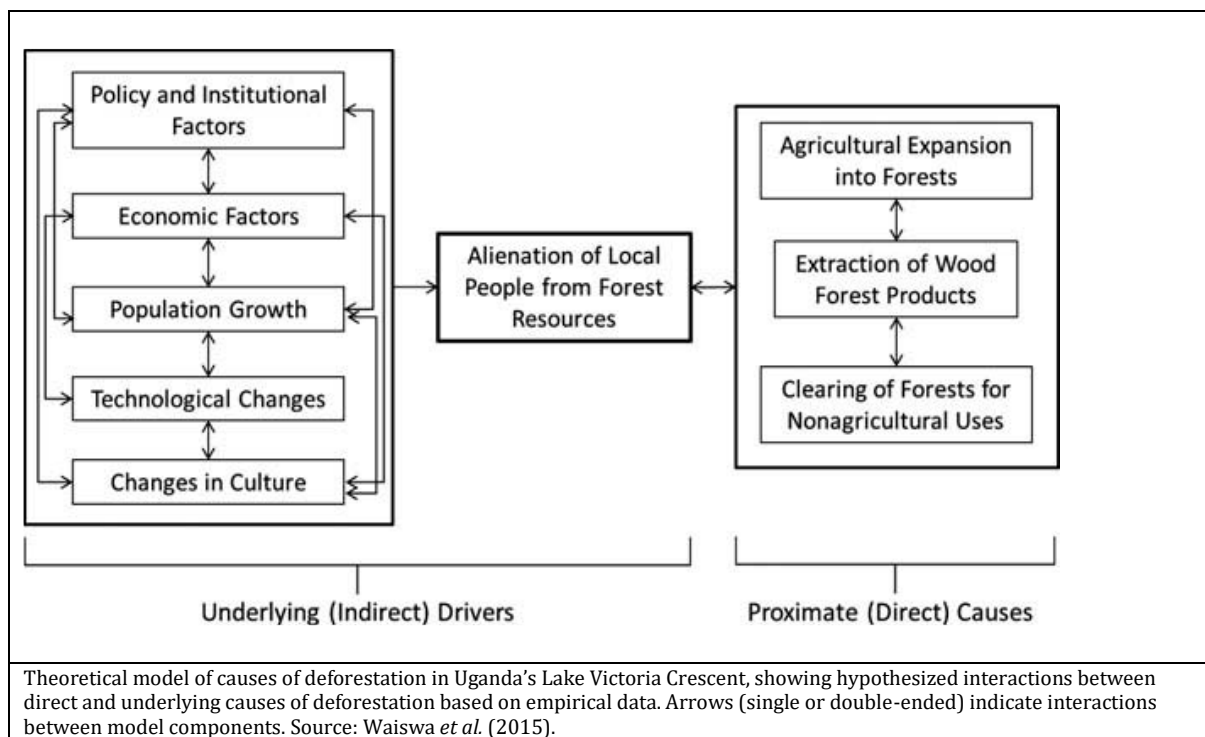 Policy and Institutional
Factors
Economic Factors
Population Growth
Technological Changes
Changes in Culture
Alienation of Local
People from Forest
Resources
Agricultural Expansion
into Forests
Extraction of Wood
Forest Products
Clearing of Forests for
Nonagricultural Uses
Underlying (Indirect) Drivers
Proximate (Direct) Causes
Theoretical model of causes of deforestation in Uganda’s Lake Victoria Crescent, showing hypothesized interactions between
direct and underlying causes of deforestation based on empirical data. Arrows (single or double-ended) indicate interactions
between model components. Source: Waiswa et al. (2015).